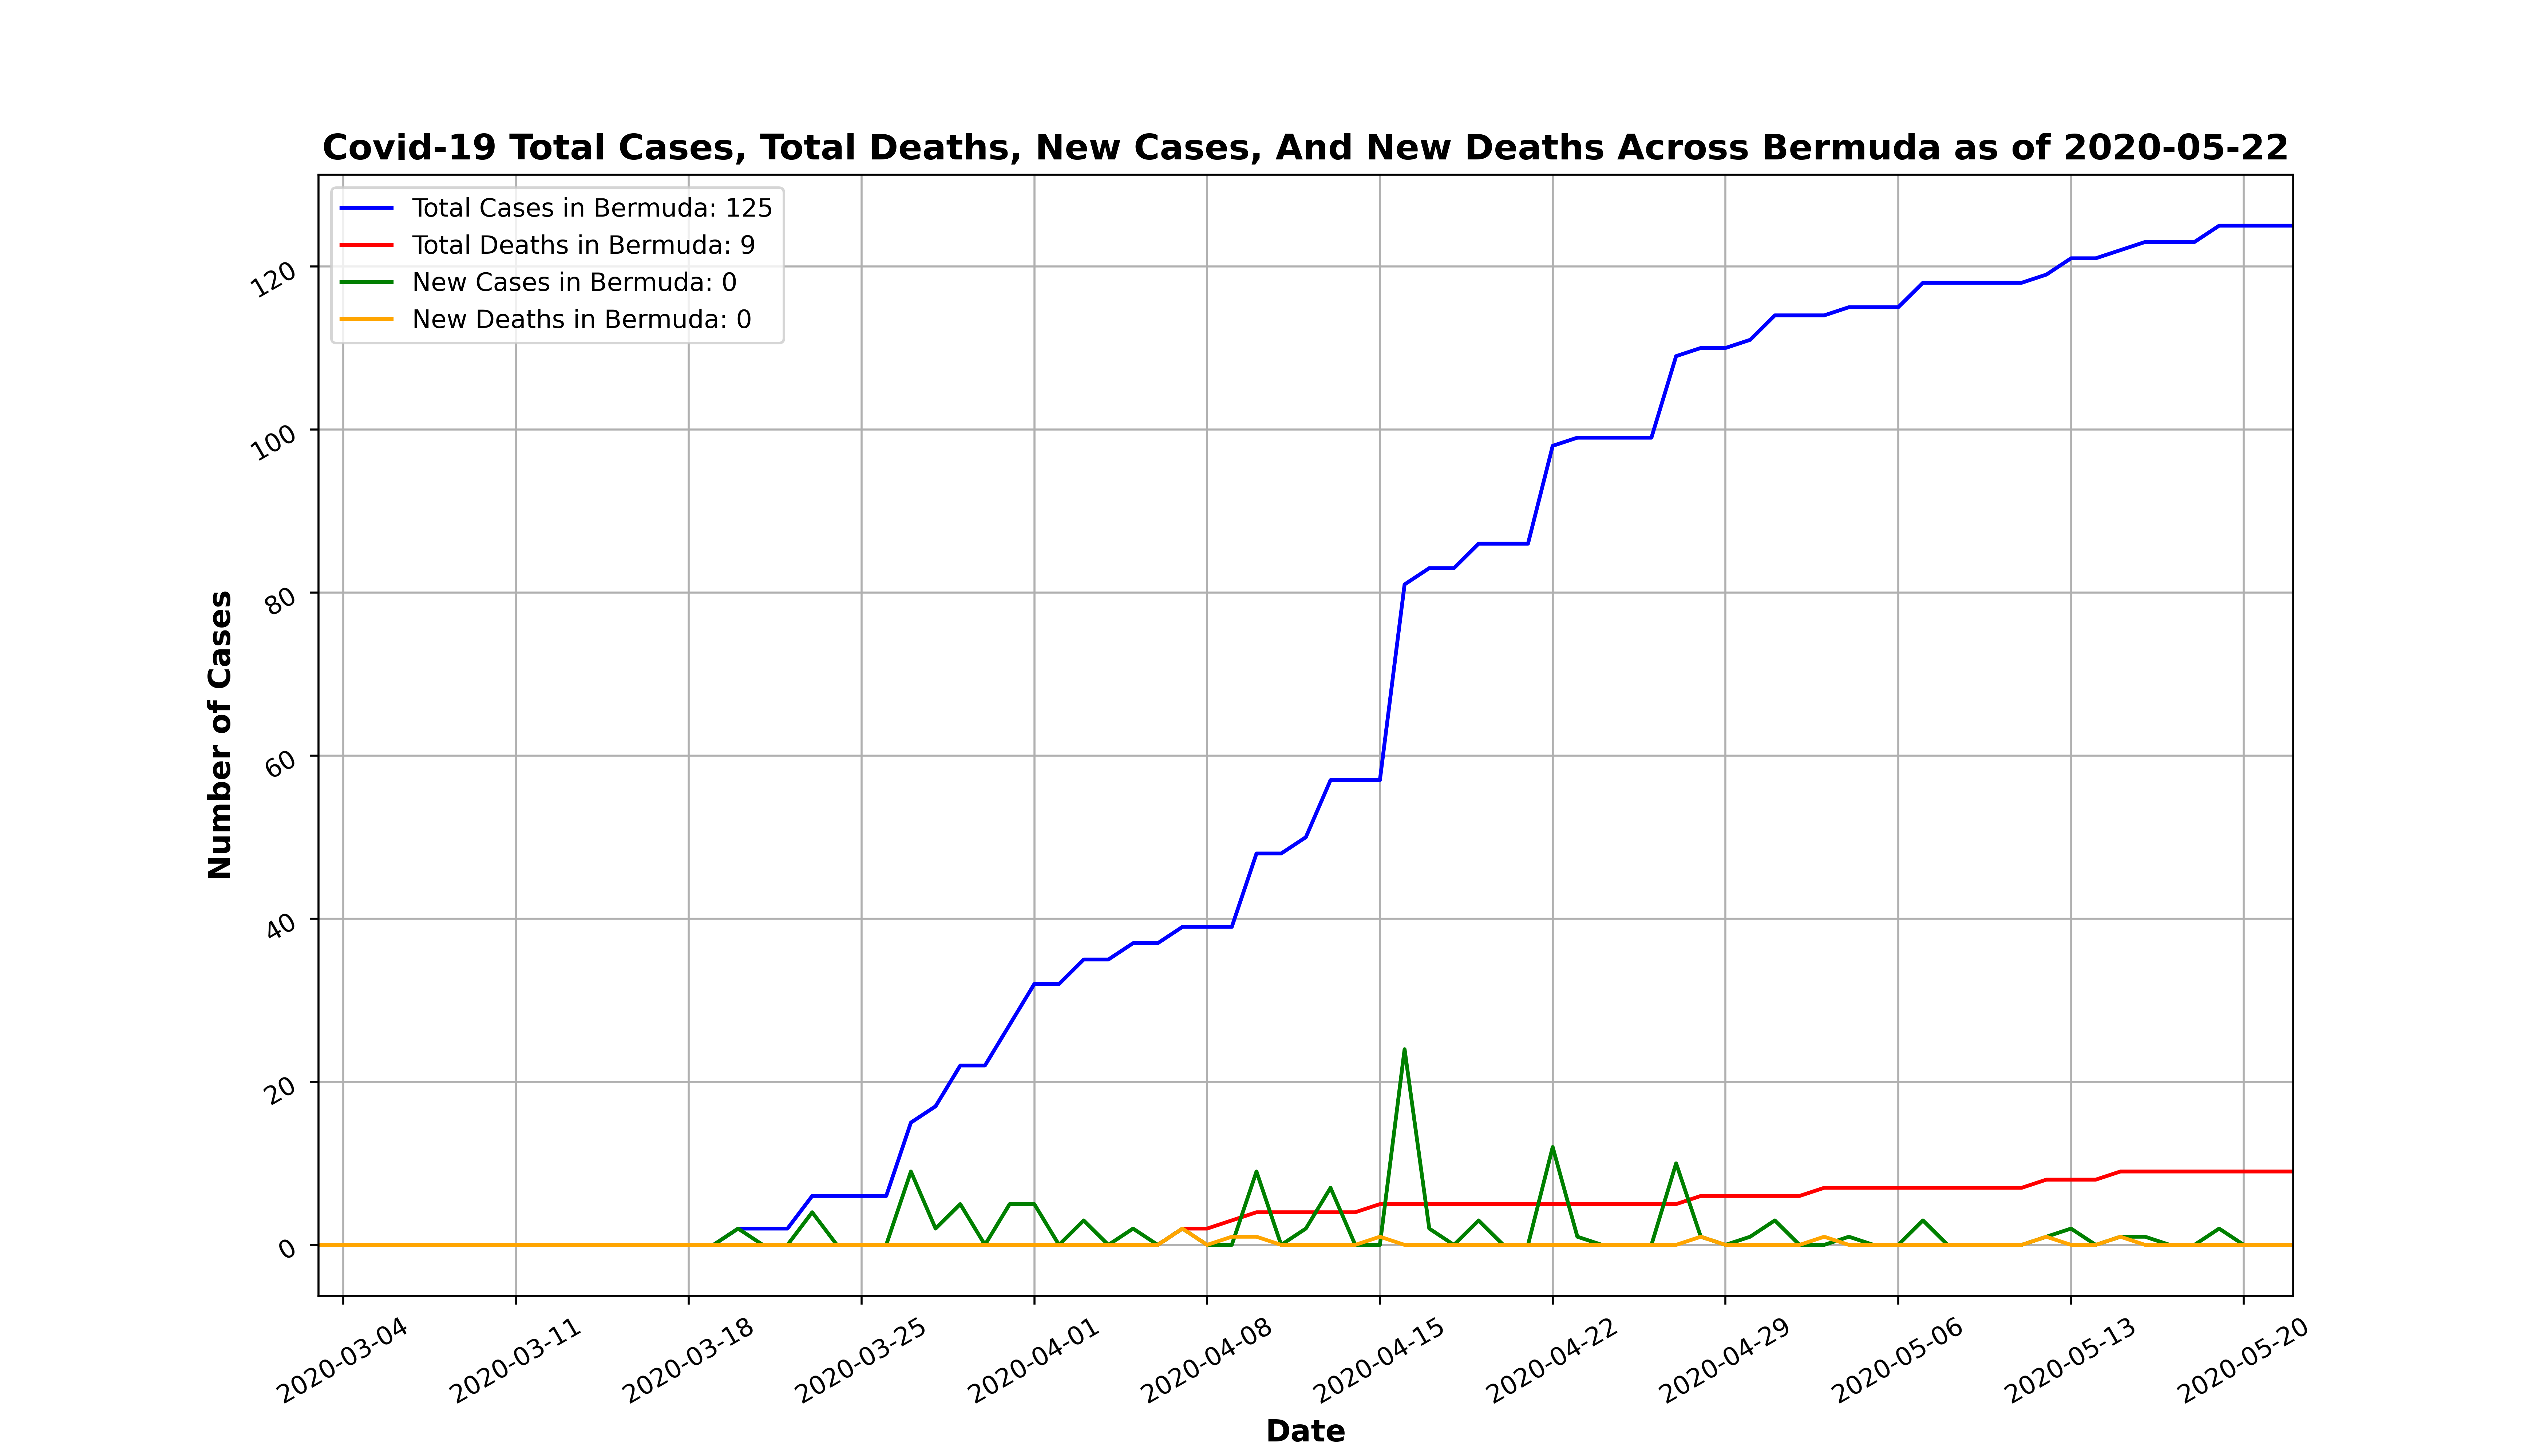 Covid-19 Total Cases, Total Deaths, New Cases, And New Deaths Across Bermuda as of 2020-05-22
Total Cases in Bermuda: 125
Total Deaths in Bermuda: 9
New Cases in Bermuda: 0
New Deaths in Bermuda: 0
Number of Cases
120
100
80
60
40
20
0
2020-03-04
2020-03-11
2020-03-18
2020-03-25
2020-04-01
2020-04-08
2020-04-15
2020-04-22
2020-04-29
2020-05-06
2020-05-13
2020-05-20
Date